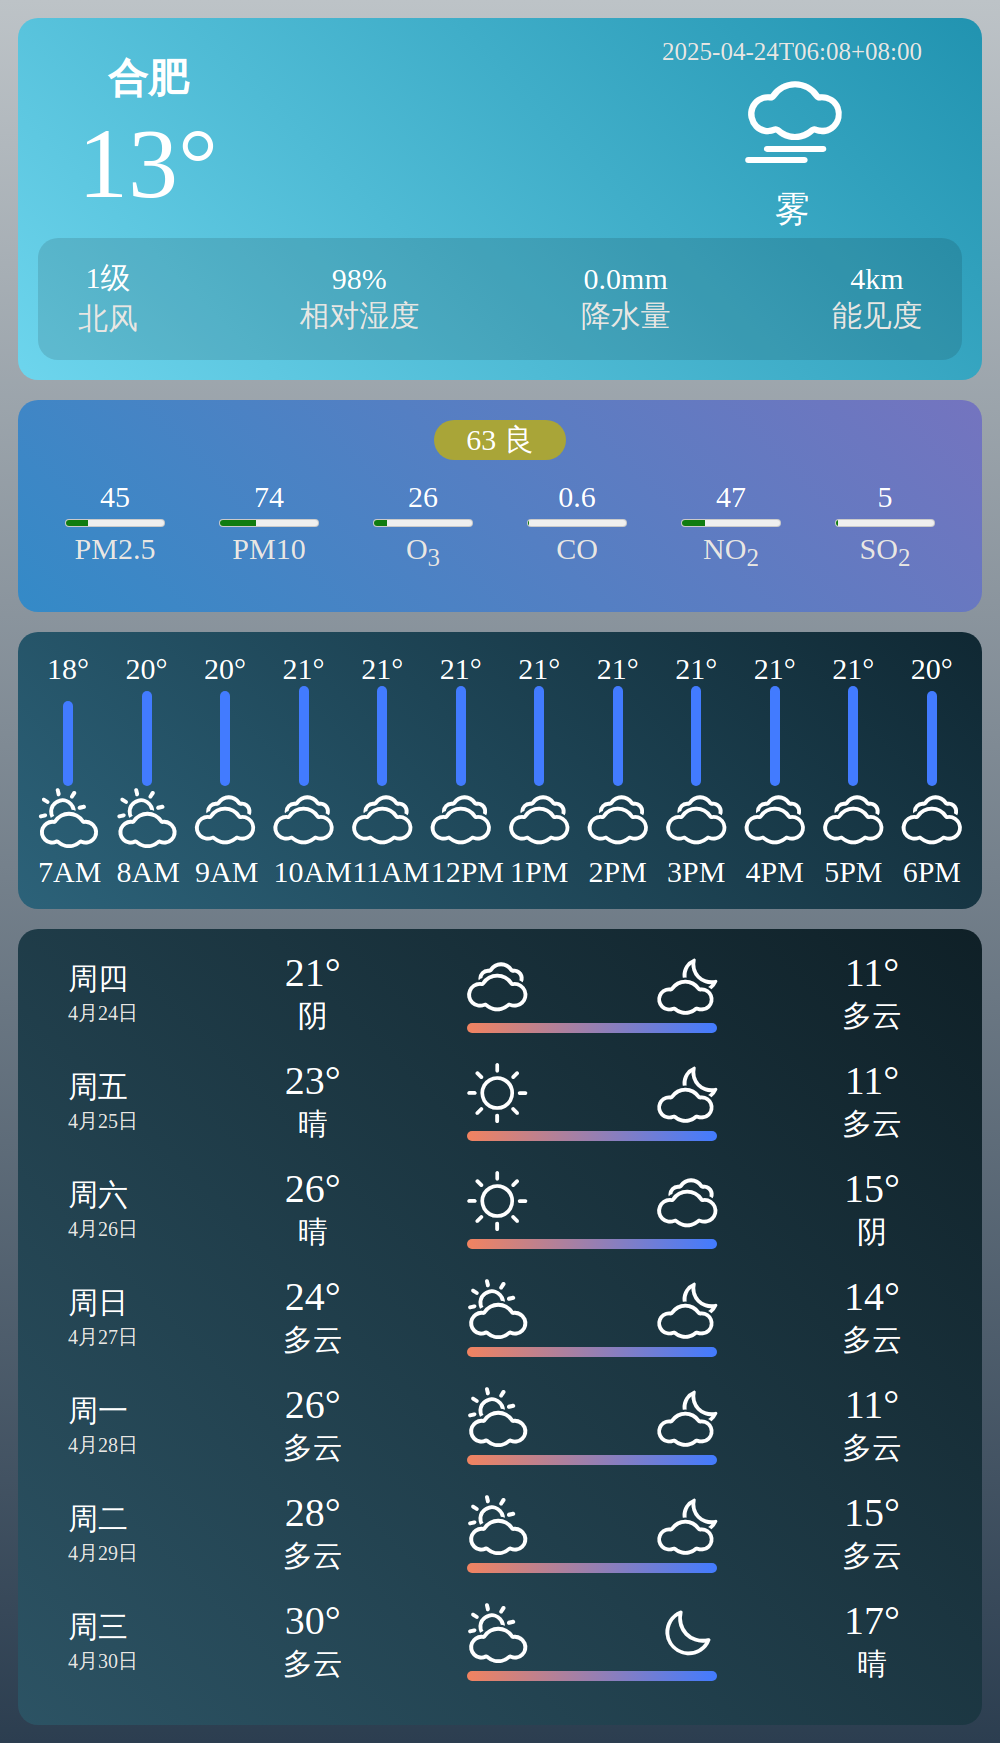 2025-04-24T06:08+08:00
合肥
13°
雾
1级 98% 0.0mm 4km
北风 相对湿度 降水量 能见度
63 良
45 74 26 0.6 47 5
PM2.5 PM10 O3 CO NO2 SO2
18° 20° 20° 21° 21° 21° 21° 21° 21° 21° 21° 20°
7AM 8AM 9AM 10AM 11AM 12PM 1PM 2PM 3PM 4PM 5PM 6PM
周四 21° 11°
4月24日 阴 多云
周五 23° 11°
4月25日 晴 多云
周六 26° 15°
4月26日 晴 阴
周日 24° 14°
4月27日 多云 多云
周一 26° 11°
4月28日 多云 多云
周二 28° 15°
4月29日 多云 多云
周三 30° 17°
4月30日 多云 晴